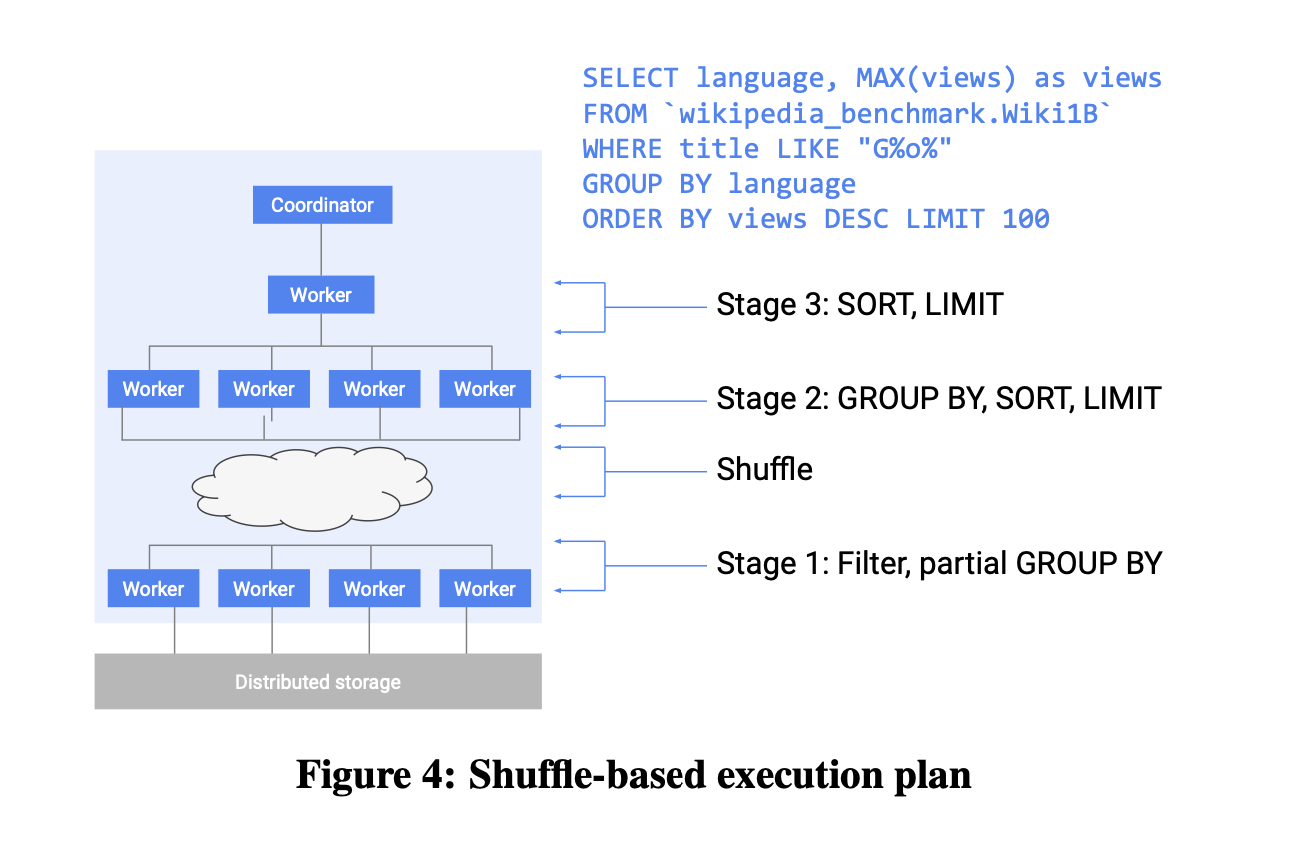 SELECT language, MAX(views) as views
FROM `wikipedia_benchmark.Wiki1B`
WHERE title LIKE "G%o%"
GROUP BY language
ORDER BY views DESC LIMIT 100
Coordinator
Worker
Stage 3: SORT, LIMIT
Worker Worker Worker Worker
Stage 2: GROUP BY, SORT, LIMIT
Shuffle
Stage 1: Filter, partial GROUP BY
Worker Worker Worker Worker
Distributed storage
Figure 4: Shuffle-based execution plan